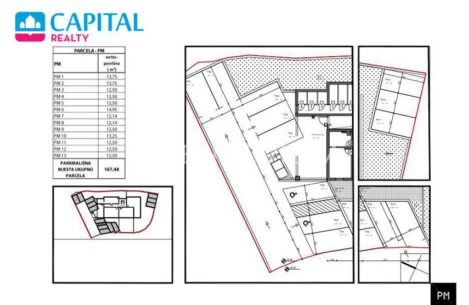 CAPITAL
REALTY
PARCELA - PM
PM netto- površina (m²)
PM 1 13,75
PM 2 13,75
PM 3 12,50
PM 4 12,50
PM 5 12,50
PM 6 14,95
PM 7 12,14
PM 8 12,14
PM 9 12,50
PM 10 13,25
PM 11 12,50
PM 12 12,50
PM 13 12,50
PARKIRALIŠNA MJESTA UKUPNO PARCELA 167,48
PM